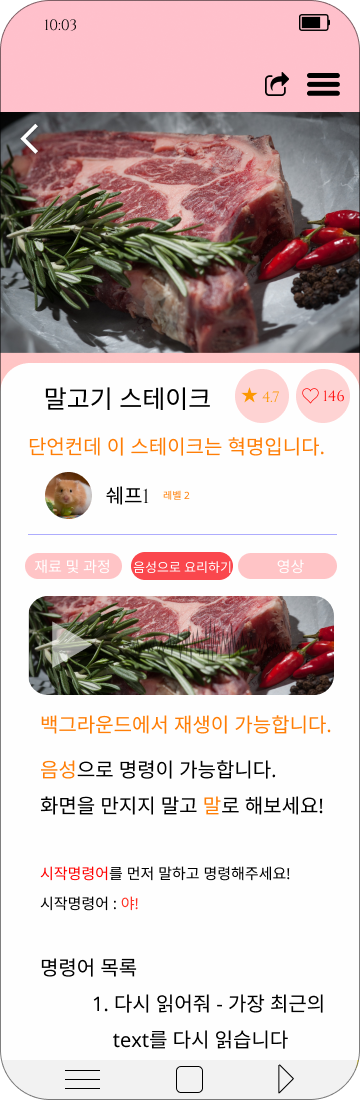 10:03
말고기 스테이크
4.7
146
단언컨데 이 스테이크는 혁명입니다.
쉐프1
레벨 2
재료 및 과정
음성으로 요리하기
영상
백그라운드에서 재생이 가능합니다.
음성으로 명령이 가능합니다.
화면을 만지지 말고 말로 해보세요!
시작명령어를 먼저 말하고 명령해주세요!
시작명령어 : 야!
명령어 목록
1. 다시 읽어줘 - 가장 최근의
text를 다시 읽습니다